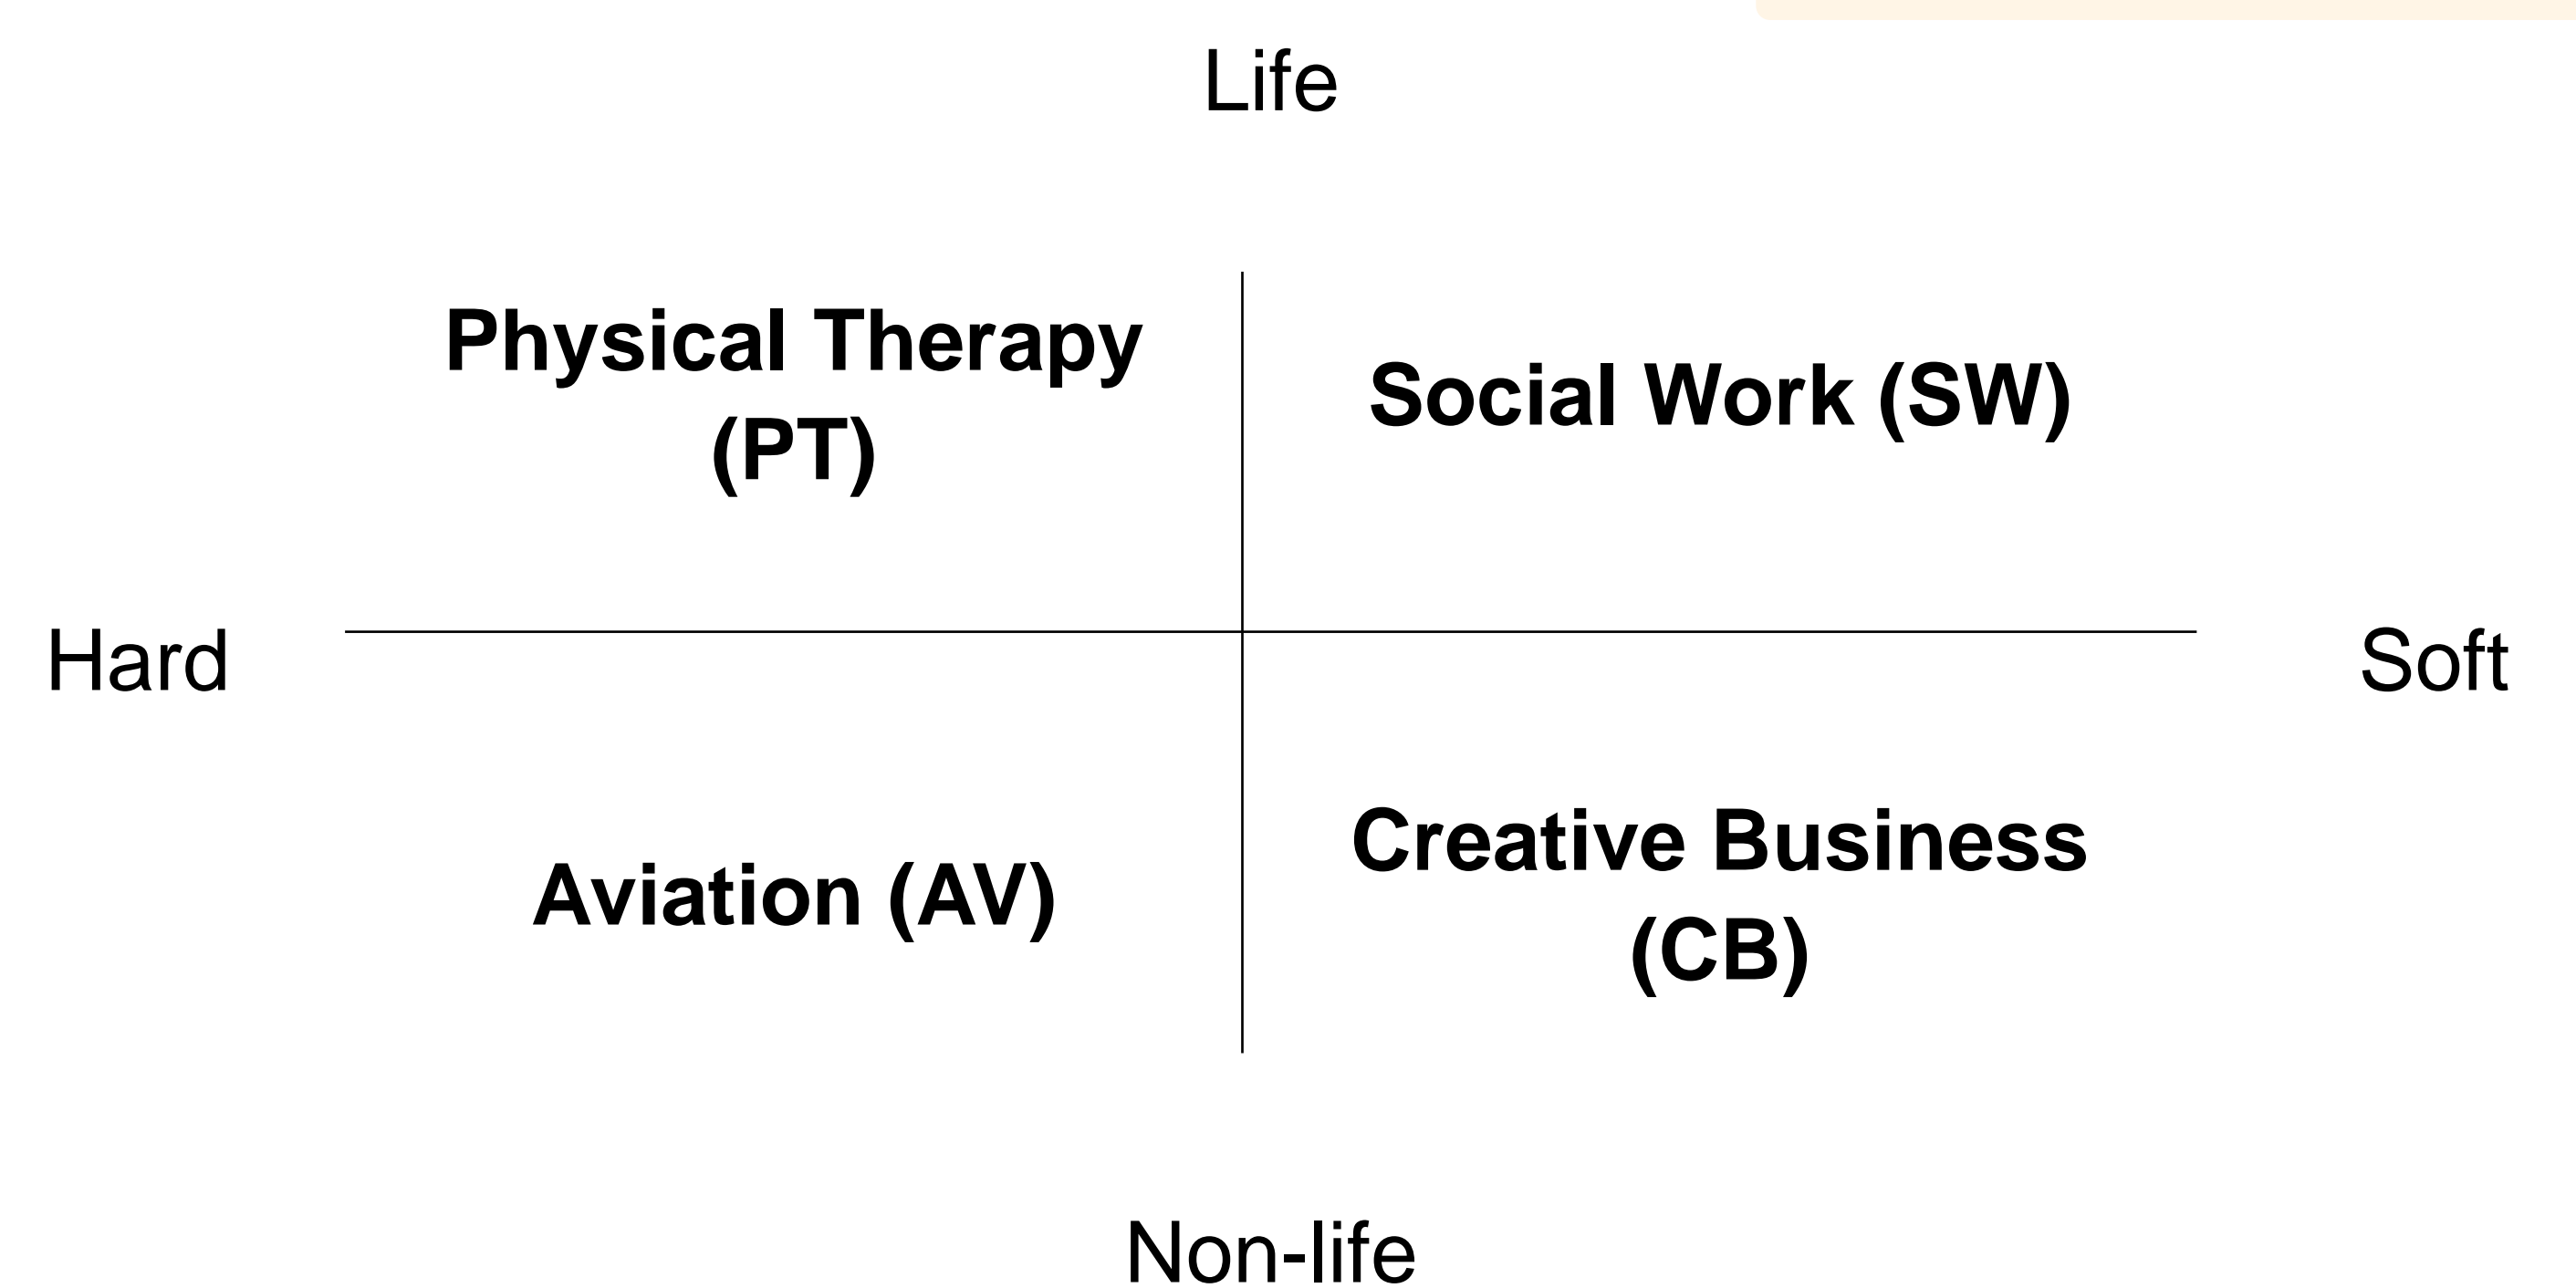 Life
Physical Therapy
(PT)
Social Work (SW)
Hard
Soft
Aviation (AV)
Creative Business
(CB)
Non-life